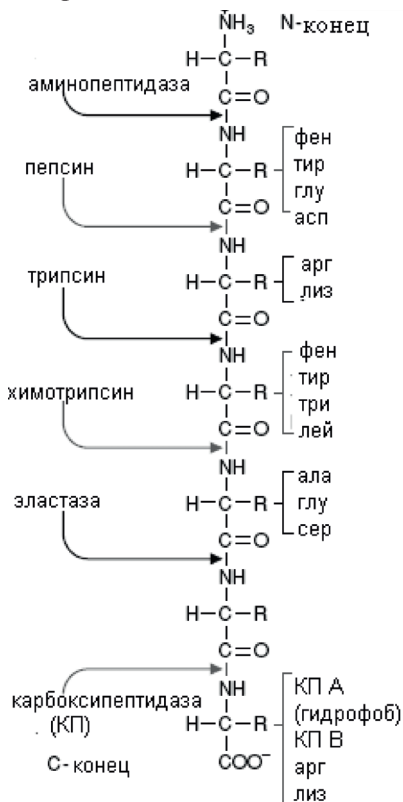 NH₃ N-конец
H–C–R
аминопептидаза
C=O
NH
фен
пепсин
H–C–R
тир
глу
C=O
асп
NH
трипсин
H–C–R
арг
лиз
C=O
NH
фен
химотрипсин
H–C–R
тир
три
C=O
лей
NH
эластаза
H–C–R
ала
глу
сер
C=O
NH
H–C–R
C=O
NH
карбоксипептидаза
(КП)
H–C–R
КП А
(гидрофоб)
КП В
арг
лиз
С-конец
COO⁻